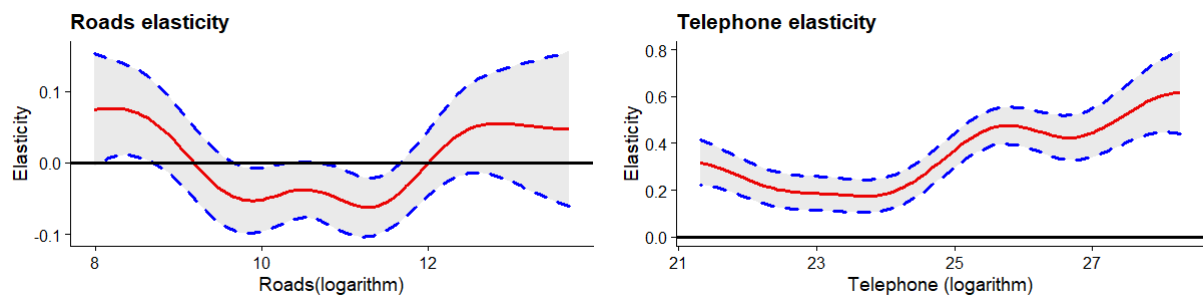 Roads elasticity
Elasticity
0.1
0.0
-0.1
8
10
12
Roads(logarithm)
Telephone elasticity
Elasticity
0.8
0.6
0.4
0.2
0.0
21
23
25
27
Telephone (logarithm)